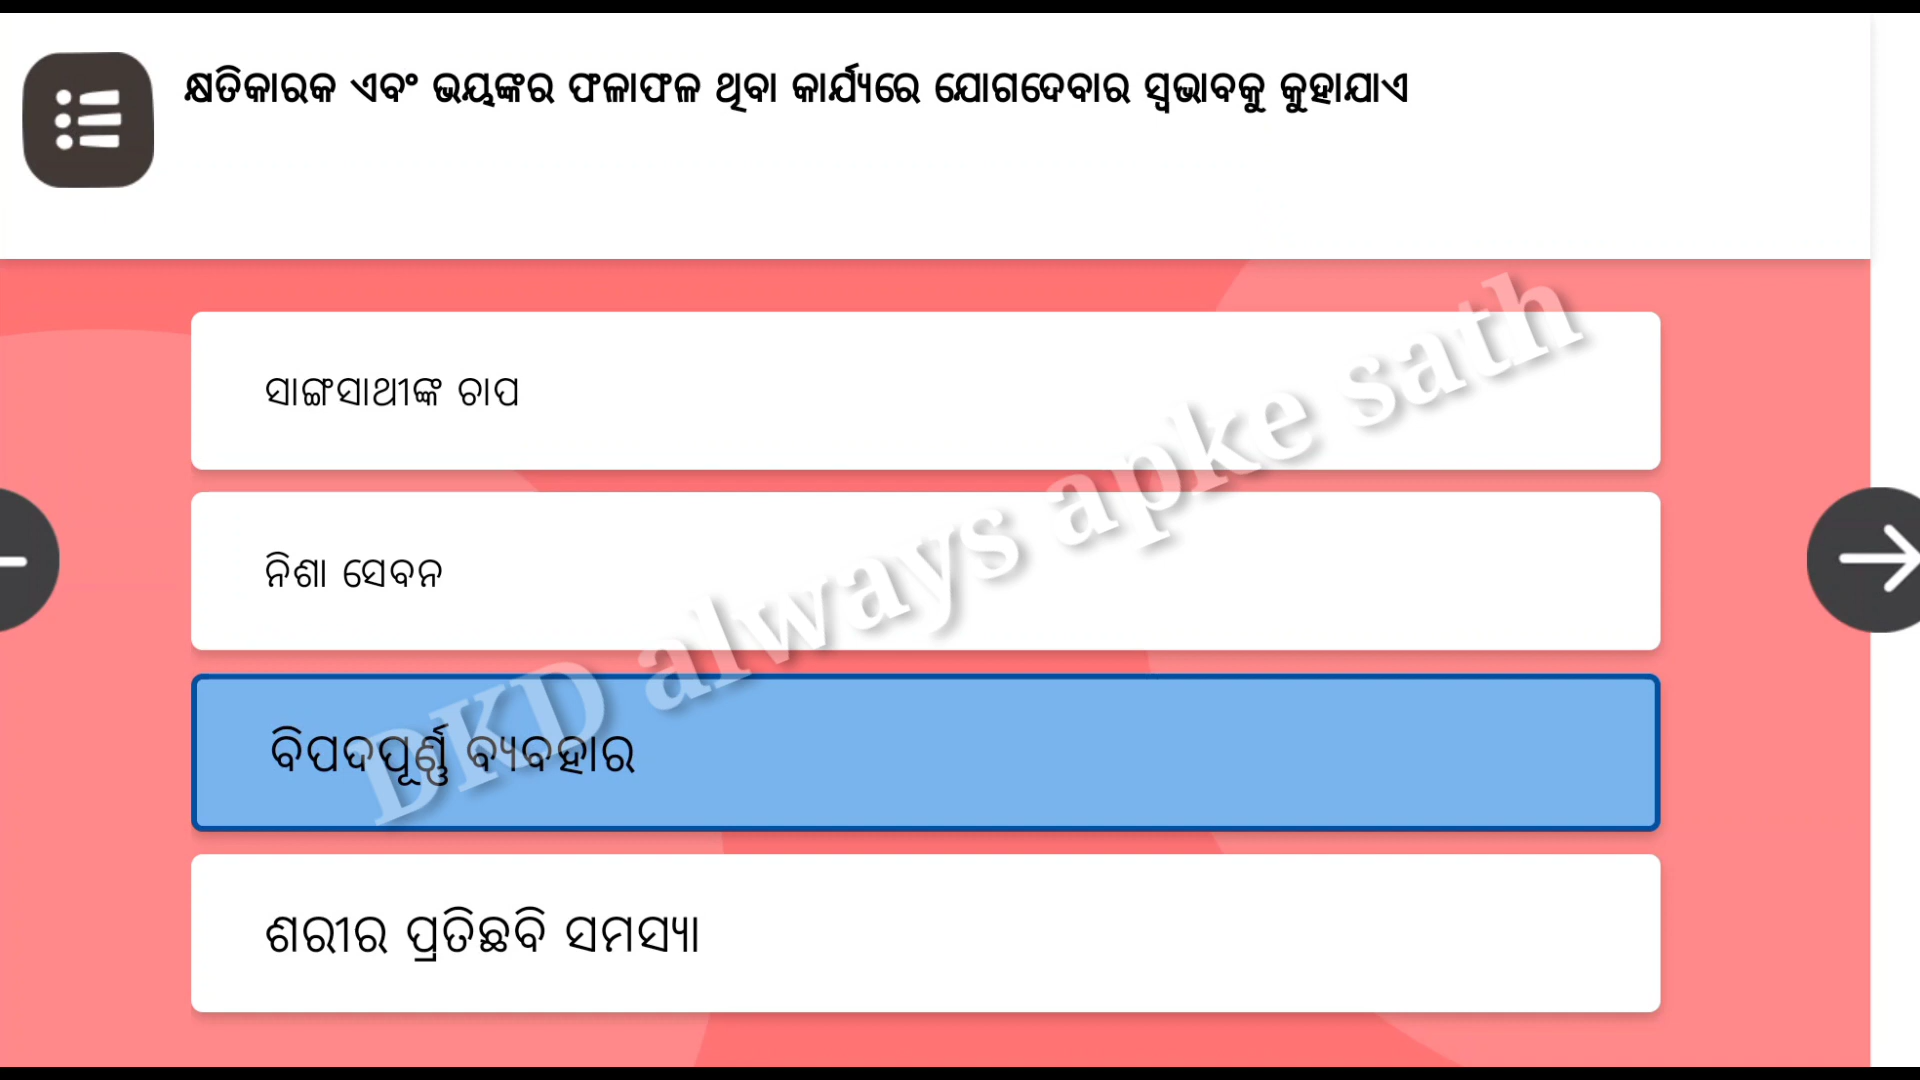 କ୍ଷତିକାରକ ଏବଂ ଭୟଙ୍କର ଫଳାଫଳ ଥିବା କାର୍ଯ୍ୟରେ ଯୋଗଦେବାର ସ୍ବଭାବକୁ କୁହାଯାଏ
ସାଙ୍ଗସାଥୀଙ୍କ ଚାପ
ନିଶା ସେବନ
ବିପଦପୂର୍ଣ୍ଣ ବ୍ୟବହାର
ଶରୀର ପ୍ରତିଛବି ସମସ୍ୟା
DKD always apke sath